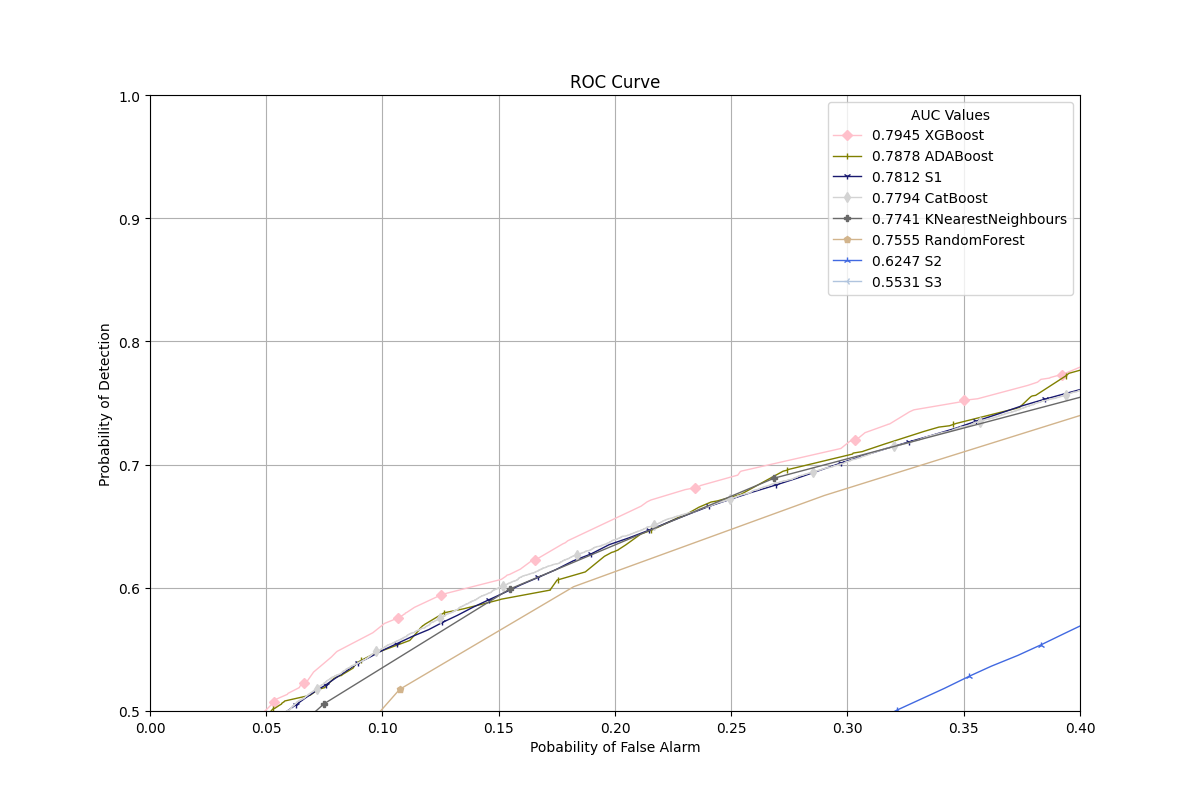 ROC Curve
AUC Values
0.7945 XGBoost
0.7878 ADABoost
0.7812 S1
0.7794 CatBoost
0.7741 KNearestNeighbours
0.7555 RandomForest
0.6247 S2
0.5531 S3
Probability of Detection
1.0
0.9
0.8
0.7
0.6
0.5
0.00 0.05 0.10 0.15 0.20 0.25 0.30 0.35 0.40
Pobability of False Alarm